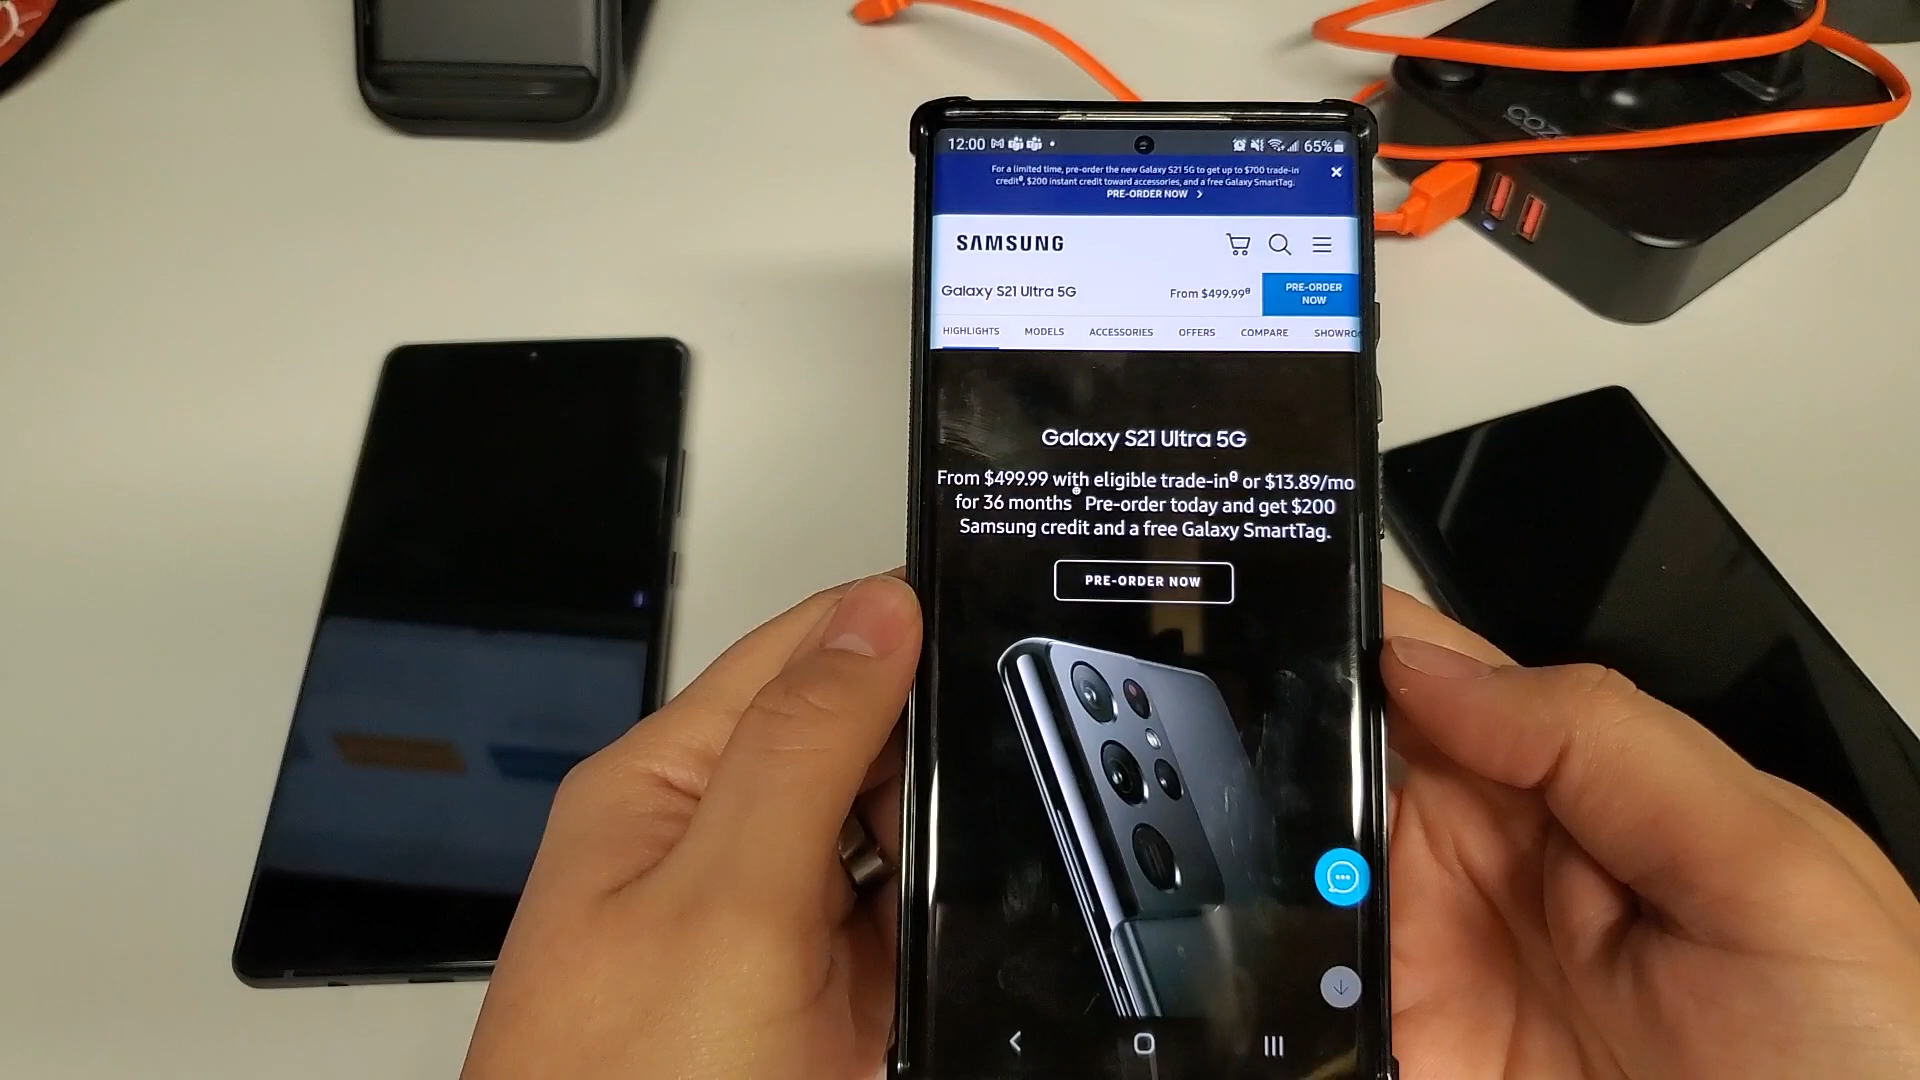 12:00
65%
For a limited time, pre-order the new Galaxy S21 5G to get up to $700 trade-in
creditᶿ, $200 instant credit toward accessories, and a free Galaxy SmartTag.
PRE-ORDER NOW >
SAMSUNG
Galaxy S21 Ultra 5G
From $499.99ᶿ
PRE-ORDER
NOW
HIGHLIGHTS MODELS ACCESSORIES OFFERS COMPARE SHOWRO
Galaxy S21 Ultra 5G
From $499.99 with eligible trade-inᶿ or $13.89/mo
for 36 months Pre-order today and get $200
Samsung credit and a free Galaxy SmartTag.
PRE-ORDER NOW